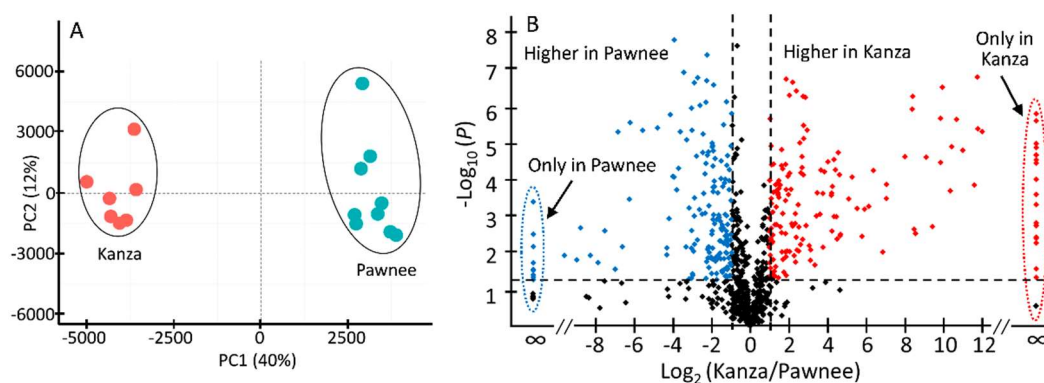 A
PC2 (12%)
6000
3000
0
-3000
-6000
Kanza
Pawnee
-5000
-2500
0
2500
PC1 (40%)
B
-Log10 (P)
8
7
6
5
4
3
2
1
Higher in Pawnee
Higher in Kanza
Only in
Kanza
Only in Pawnee
∞ -8 -6 -4 -2 0 2 4 6 8 10 12 ∞
Log2 (Kanza/Pawnee)